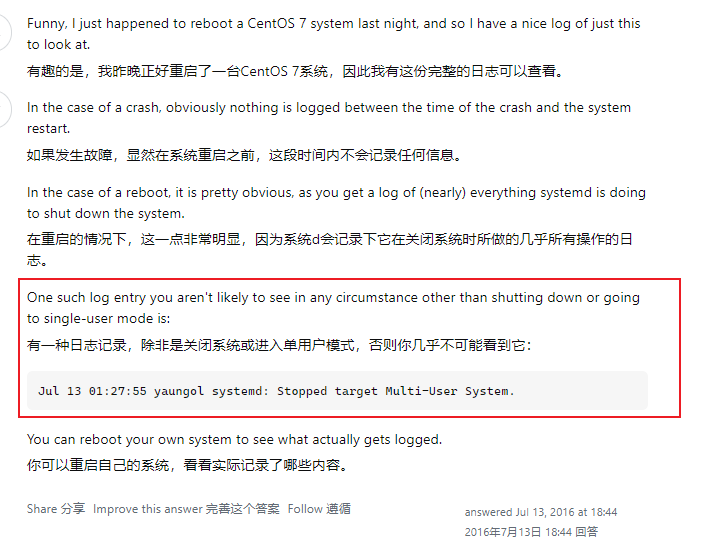 Funny, I just happened to reboot a CentOS 7 system last night, and so I have a nice log of just this
to look at.
有趣的是，我昨晚正好重启了一台CentOS 7系统，因此我有这份完整的日志可以查看。
In the case of a crash, obviously nothing is logged between the time of the crash and the system
restart.
如果发生故障，显然在系统重启之前，这段时间内不会记录任何信息。
In the case of a reboot, it is pretty obvious, as you get a log of (nearly) everything systemd is doing
to shut down the system.
在重启的情况下，这一点非常明显，因为系统d会记录下它在关闭系统时所做的几乎所有操作的日
志。
One such log entry you aren't likely to see in any circumstance other than shutting down or going
to single-user mode is:
有一种日志记录，除非是关闭系统或进入单用户模式，否则你几乎不可能看到它：
Jul 13 01:27:55 yaungol systemd: Stopped target Multi-User System.
You can reboot your own system to see what actually gets logged.
你可以重启自己的系统，看看实际记录了哪些内容。
Share 分享 Improve this answer 完善这个答案 Follow 遵循
answered Jul 13, 2016 at 18:44
2016年7月13日 18:44 回答